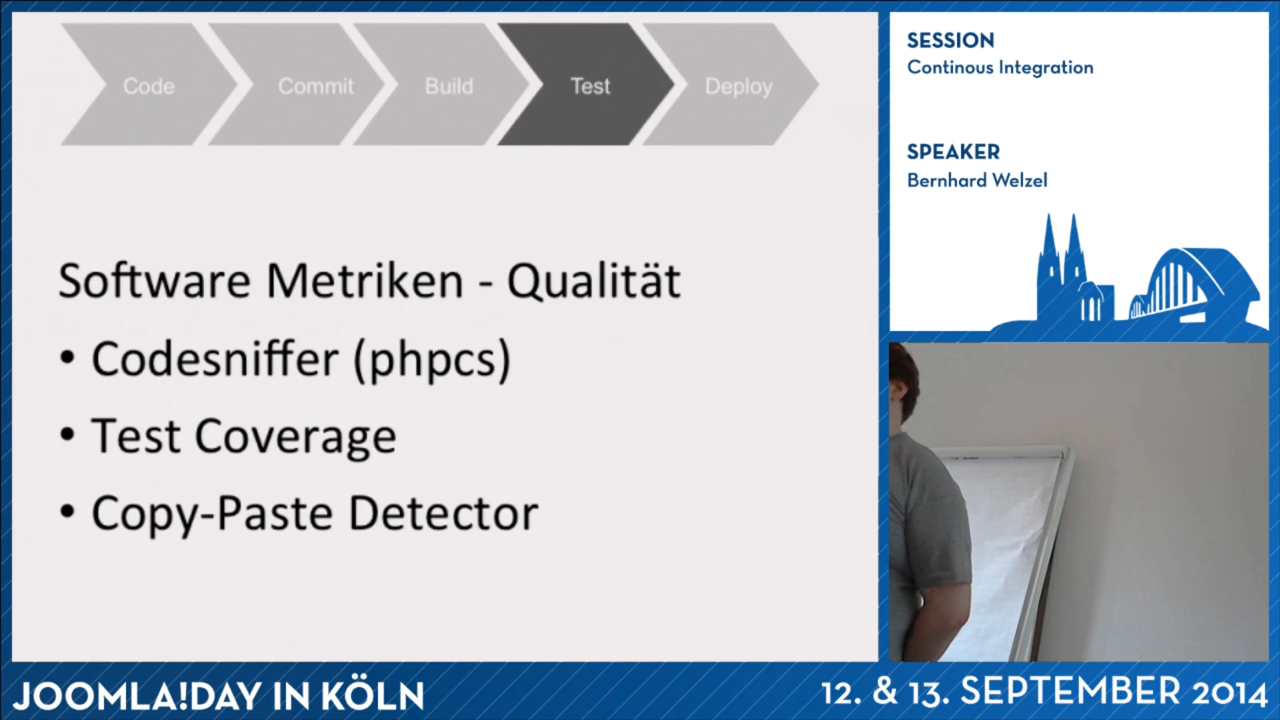 Code
Commit
Build
Test
Deploy
Software Metriken - Qualität
• Codesniffer (phpcs)
• Test Coverage
• Copy-Paste Detector
SESSION
Continous Integration
SPEAKER
Bernhard Welzel
JOOMLA!DAY IN KÖLN
12. & 13. SEPTEMBER 2014